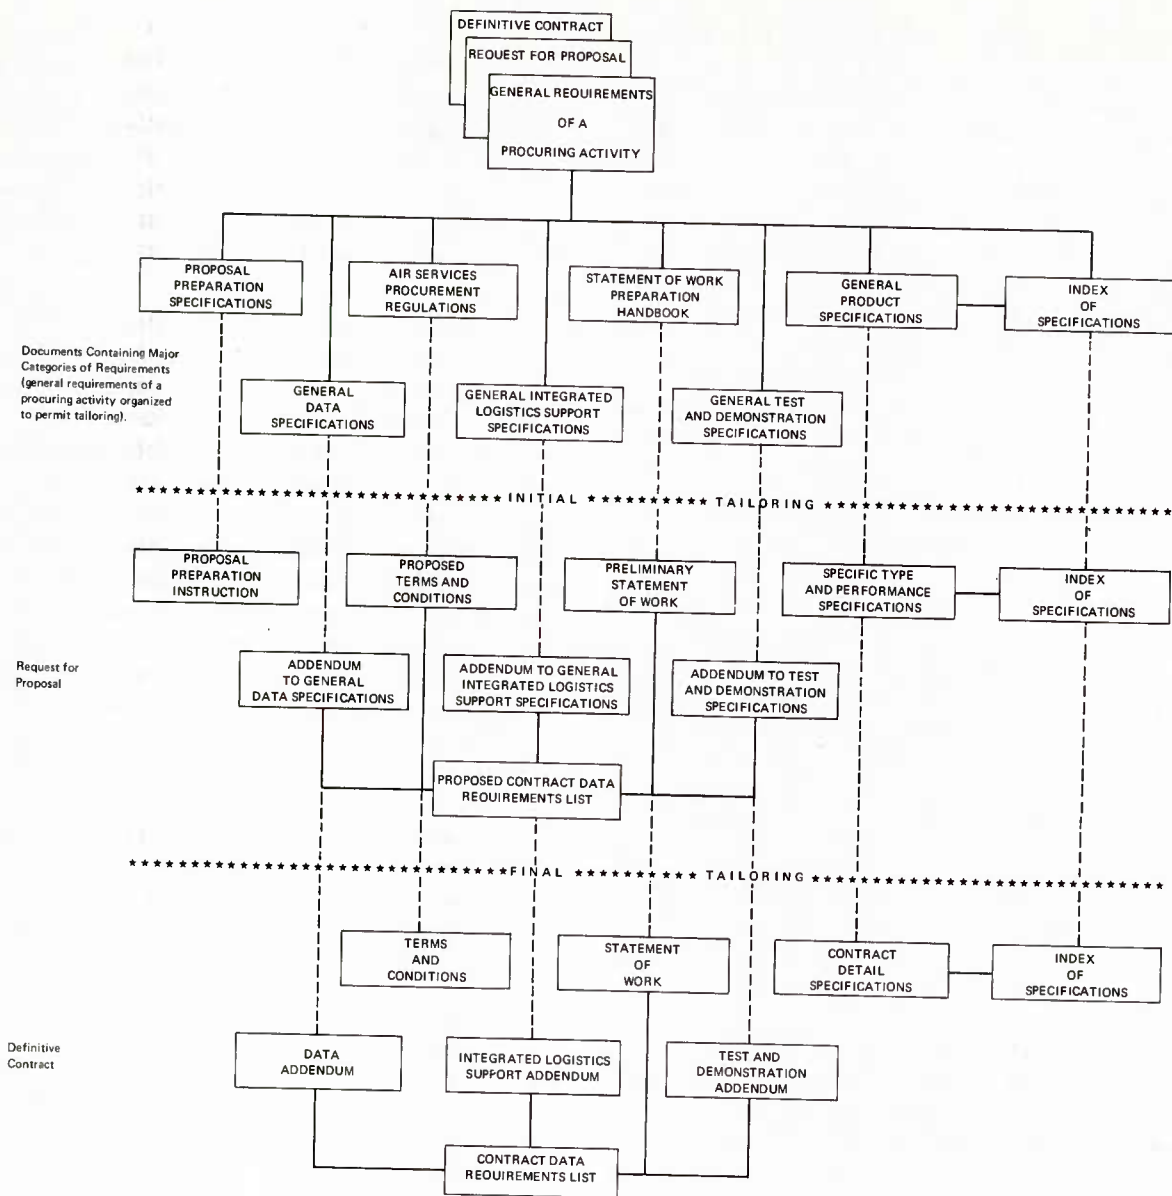 DEFINITIVE CONTRACT
REQUEST FOR PROPOSAL
GENERAL REQUIREMENTS
OF A
PROCURING ACTIVITY
PROPOSAL
PREPARATION
SPECIFICATIONS
AIR SERVICES
PROCUREMENT
REGULATIONS
STATEMENT OF WORK
PREPARATION
HANDBOOK
GENERAL
PRODUCT
SPECIFICATIONS
INDEX
OF
SPECIFICATIONS
Documents Containing Major
Categories of Requirements
(general requirements of a
procuring activity organized
to permit tailoring).
GENERAL
DATA
SPECIFICATIONS
GENERAL INTEGRATED
LOGISTICS SUPPORT
SPECIFICATIONS
GENERAL TEST
AND DEMONSTRATION
SPECIFICATIONS
INITIAL TAILORING
PROPOSAL
PREPARATION
INSTRUCTION
PROPOSED
TERMS AND
CONDITIONS
PRELIMINARY
STATEMENT
OF WORK
SPECIFIC TYPE
AND PERFORMANCE
SPECIFICATIONS
INDEX
OF
SPECIFICATIONS
Request for
Proposal
ADDENDUM
TO GENERAL
DATA SPECIFICATIONS
ADDENDUM TO GENERAL
INTEGRATED LOGISTICS
SUPPORT SPECIFICATIONS
ADDENDUM TO TEST
AND DEMONSTRATION
SPECIFICATIONS
PROPOSED CONTRACT DATA
REQUIREMENTS LIST
FINAL TAILORING
TERMS
AND
CONDITIONS
STATEMENT
OF
WORK
CONTRACT
DETAIL
SPECIFICATIONS
INDEX
OF
SPECIFICATIONS
Definitive
Contract
DATA
ADDENDUM
INTEGRATED LOGISTICS
SUPPORT ADDENDUM
TEST AND
DEMONSTRATION
ADDENDUM
CONTRACT DATA
REQUIREMENTS LIST